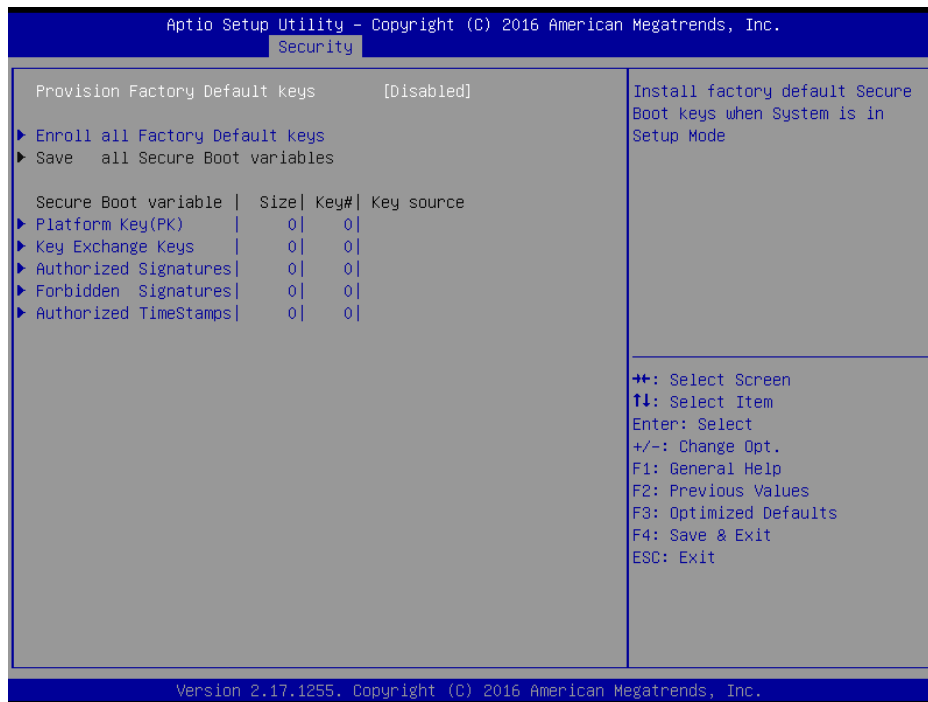 Aptio Setup Utility – Copyright (C) 2016 American Megatrends, Inc.
Security
Provision Factory Default keys [Disabled]
▶ Enroll all Factory Default keys
▶ Save all Secure Boot variables
Secure Boot variable | Size| Key#| Key source
▶ Platform Key(PK) | 0| 0|
▶ Key Exchange Keys | 0| 0|
▶ Authorized Signatures| 0| 0|
▶ Forbidden Signatures| 0| 0|
▶ Authorized TimeStamps| 0| 0|
Install factory default Secure
Boot keys when System is in
Setup Mode
→←: Select Screen
↑↓: Select Item
Enter: Select
+/-: Change Opt.
F1: General Help
F2: Previous Values
F3: Optimized Defaults
F4: Save & Exit
ESC: Exit
Version 2.17.1255. Copyright (C) 2016 American Megatrends, Inc.